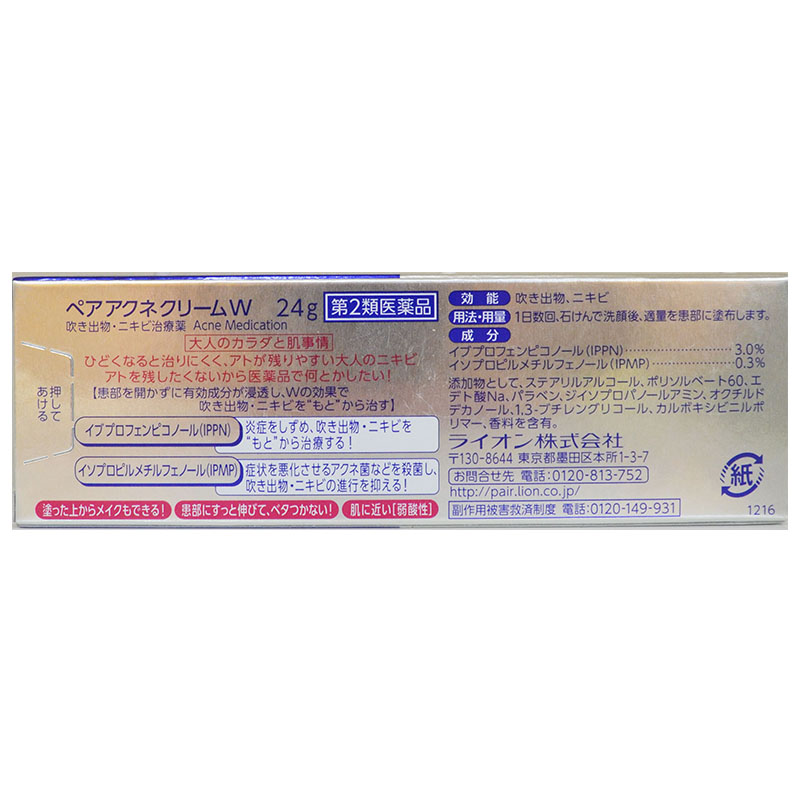 ペアアクネクリームW 24g 第2類医薬品
吹き出物・ニキビ治療薬 Acne Medication
大人のカラダと肌事情
ひどくなると治りにくく、アトが残りやすい大人のニキビ
アトを残したくないから医薬品で何とかしたい!
【患部を開かずに有効成分が浸透し、Wの効果で
吹き出物・ニキビを“もと”から治す】
イブプロフェンピコノール(IPPN)
炎症をしずめ、吹き出物・ニキビを
“もと”から治療する!
イソプロピルメチルフェノール(IPMP)
症状を悪化させるアクネ菌などを殺菌し、
吹き出物・ニキビの進行を抑える!
塗った上からメイクもできる! 患部にすっと伸びて、ベタつかない! 肌に近い[弱酸性]
押して
あける
効能 吹き出物、ニキビ
用法・用量 1日数回、石けんで洗顔後、適量を患部に塗布します。
成分
イブプロフェンピコノール(IPPN)……………………3.0%
イソプロピルメチルフェノール(IPMP)………………0.3%
添加物として、ステアリルアルコール、ポリソルベート60、エ
デト酸Na、パラベン、ジイソプロパノールアミン、オクチルド
デカノール、1,3-ブチレングリコール、カルボキシビニルポ
リマー、香料を含有。
ライオン株式会社
〒130-8644 東京都墨田区本所1-3-7
お問合せ先 電話:0120-813-752
http://pair.lion.co.jp/
副作用被害救済制度 電話:0120-149-931
紙
1216